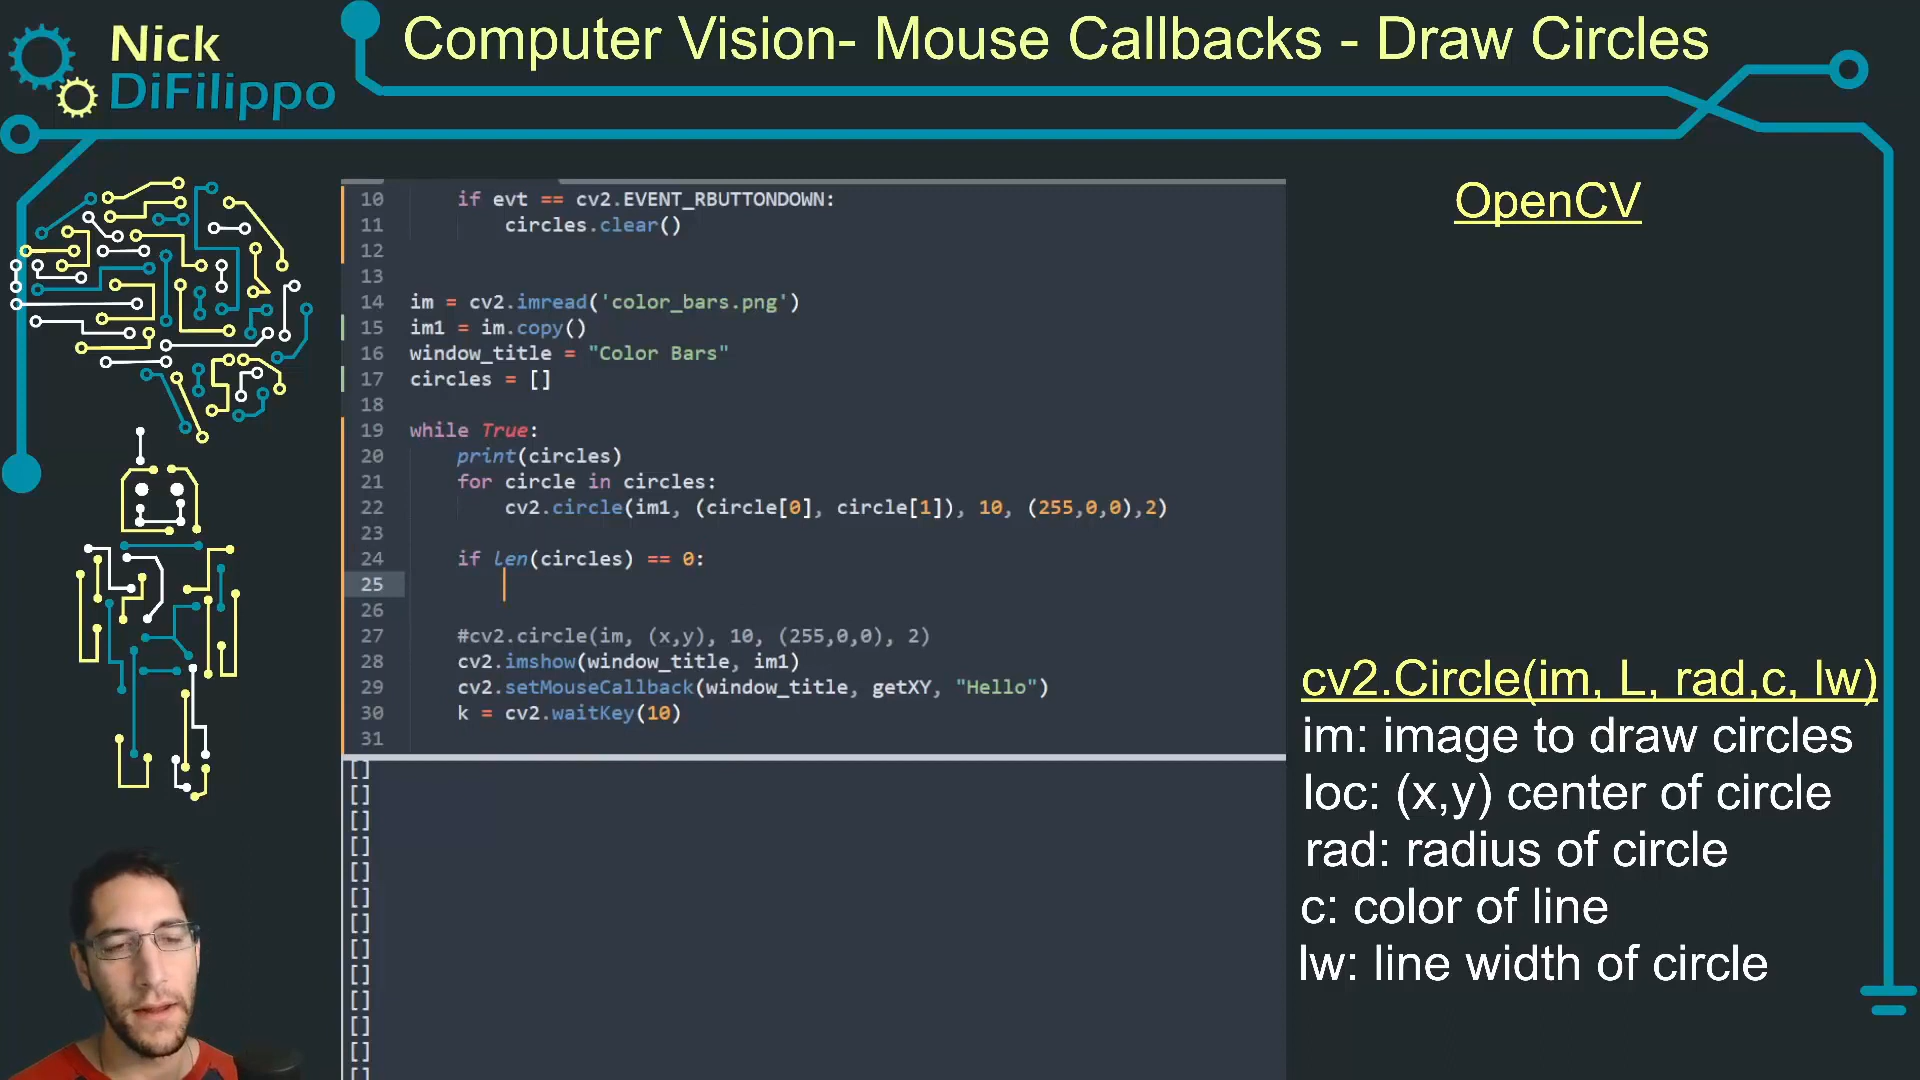 Nick
DiFilippo
Computer Vision- Mouse Callbacks - Draw Circles
10 if evt == cv2.EVENT_RBUTTONDOWN:
11 circles.clear()
12
13
14 im = cv2.imread('color_bars.png')
15 im1 = im.copy()
16 window_title = "Color Bars"
17 circles = []
18
19 while True:
20 print(circles)
21 for circle in circles:
22 cv2.circle(im1, (circle[0], circle[1]), 10, (255,0,0),2)
23
24 if len(circles) == 0:
25
26
27 #cv2.circle(im, (x,y), 10, (255,0,0), 2)
28 cv2.imshow(window_title, im1)
29 cv2.setMouseCallback(window_title, getXY, "Hello")
30 k = cv2.waitKey(10)
31
[]
[]
[]
[]
[]
[]
[]
[]
[]
[]
[]
[]
[]
OpenCV
cv2.Circle(im, L, rad,c, lw)
im: image to draw circles
loc: (x,y) center of circle
rad: radius of circle
c: color of line
lw: line width of circle